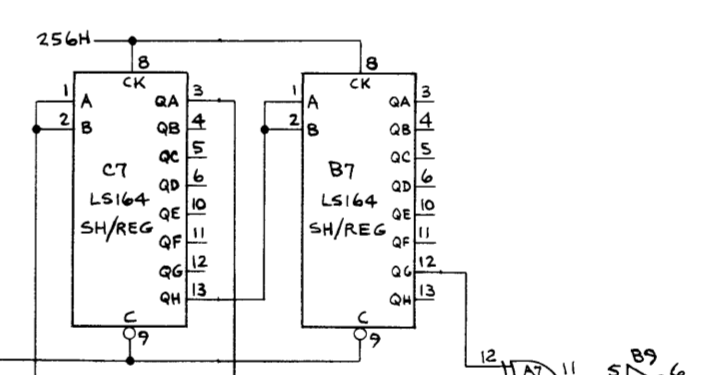 256H
8
8
CK
CK
1 A QA 3
1 A QA 3
2 B QB 4
2 B QB 4
QC 5
QC 5
C7
B7
QD 6
QD 6
LS164
LS164
QE 10
QE 10
SH/REG
SH/REG
QF 11
QF 11
QG 12
QG 12
QH 13
QH 13
C
C
9
9
12
A7
11
5
B9
6